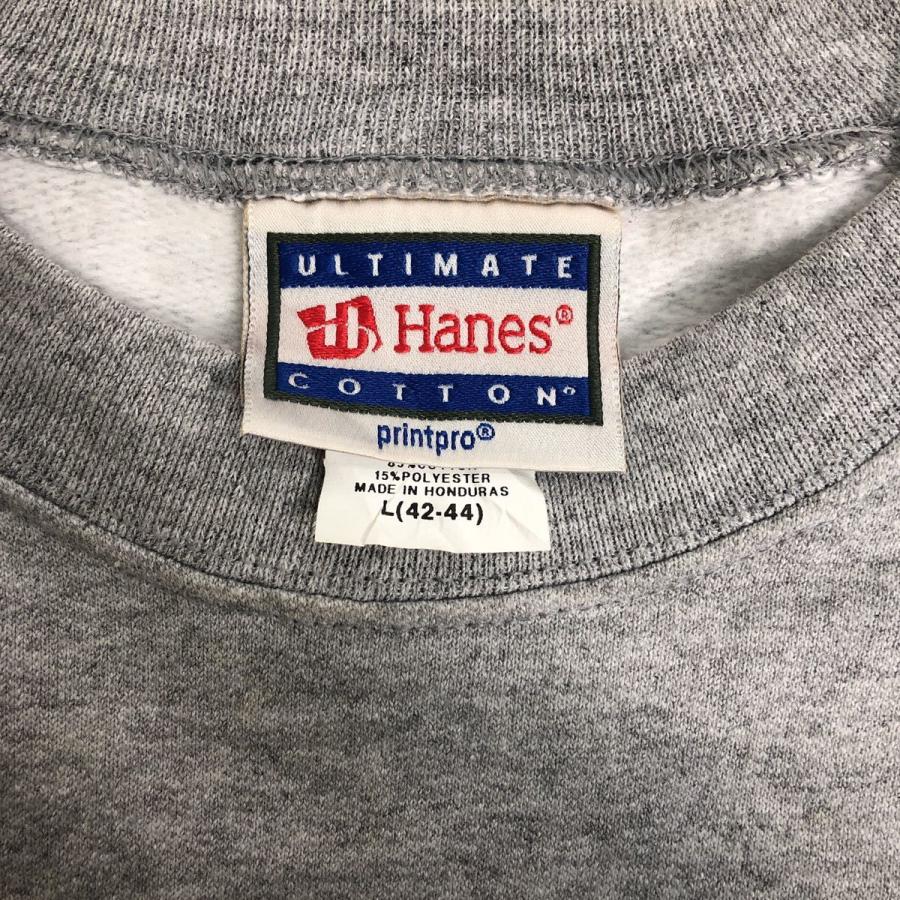 ULTIMATE
Hanes®
COTTON®
printpro®
15%POLYESTER
MADE IN HONDURAS
L(42-44)